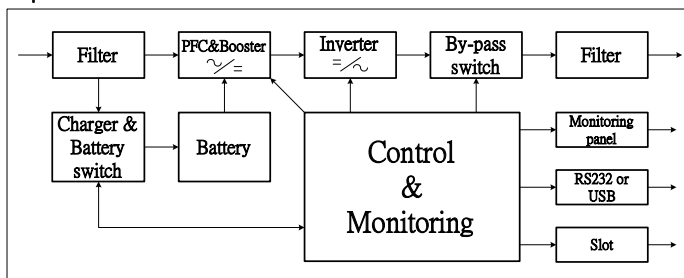 Filter
PFC&Booster
~/=
Inverter
=/~
By-pass
switch
Filter
Charger &
Battery
switch
Battery
Control
&
Monitoring
Monitoring
panel
RS232 or
USB
Slot